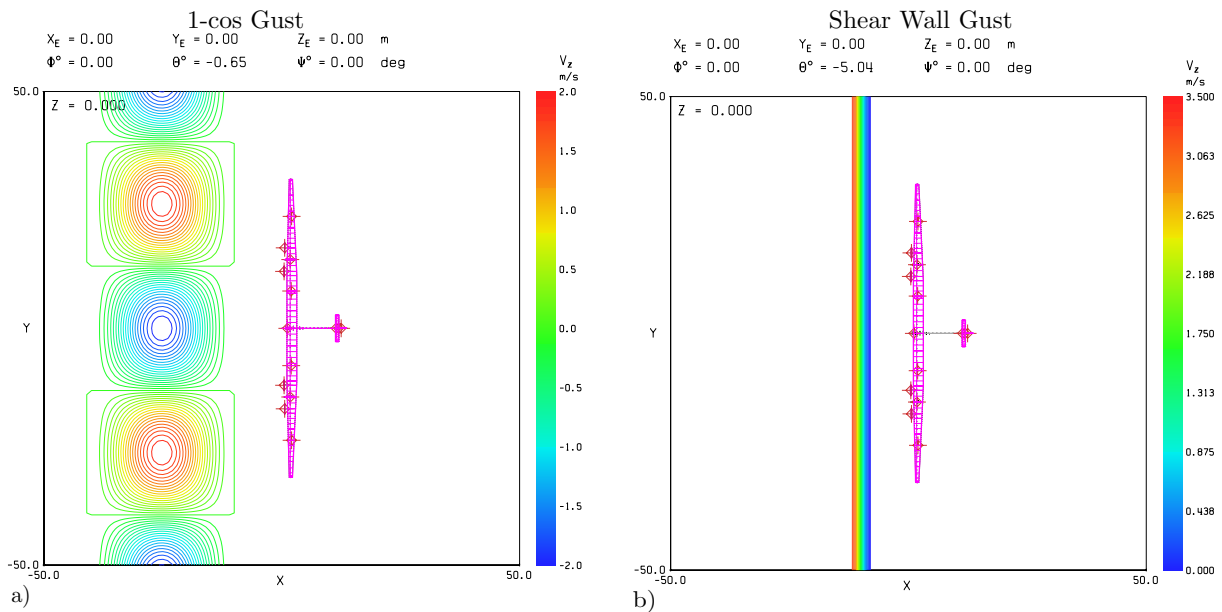 1-cos Gust
X_E = 0.00 Y_E = 0.00 Z_E = 0.00 m
Φ° = 0.00 θ° = -0.65 Ψ° = 0.00 deg
V_z
m/s
50.0
Z = 0.000
2.0
1.5
1.0
0.5
Y
0.0
-0.5
-1.0
-1.5
-50.0
-2.0
-50.0 X 50.0
a)
Shear Wall Gust
X_E = 0.00 Y_E = 0.00 Z_E = 0.00 m
Φ° = 0.00 θ° = -5.04 Ψ° = 0.00 deg
V_z
m/s
50.0
Z = 0.000
3.500
3.063
2.625
2.188
Y
1.750
1.313
0.875
0.438
-50.0
0.000
-50.0 X 50.0
b)